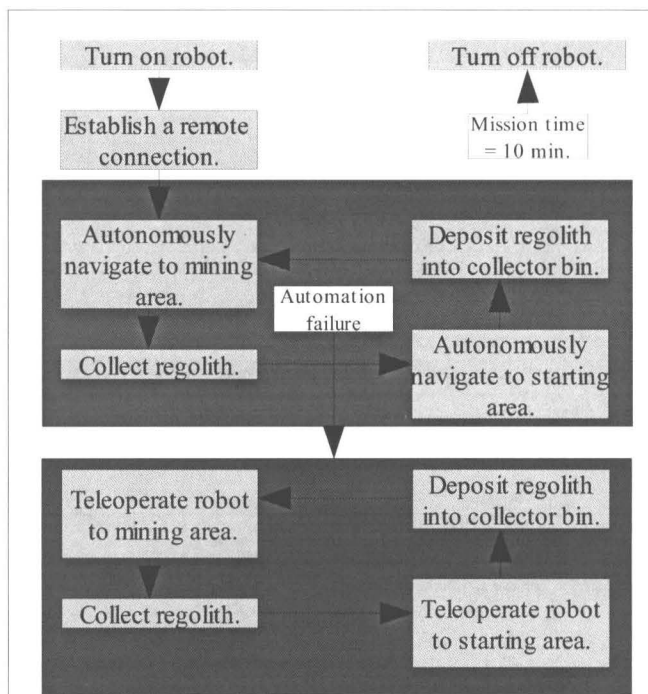 Turn on robot.
Establish a remote
connection.
Turn off robot.
Mission time
= 10 min.
Autonomously
navigate to mining
area.
Collect regolith.
Automation
failure
Deposit regolith
into collector bin.
Autonomously
navigate to starting
area.
Teleoperate robot
to mining area.
Collect regolith.
Deposit regolith
into collector bin.
Teleoperate robot
to starting area.